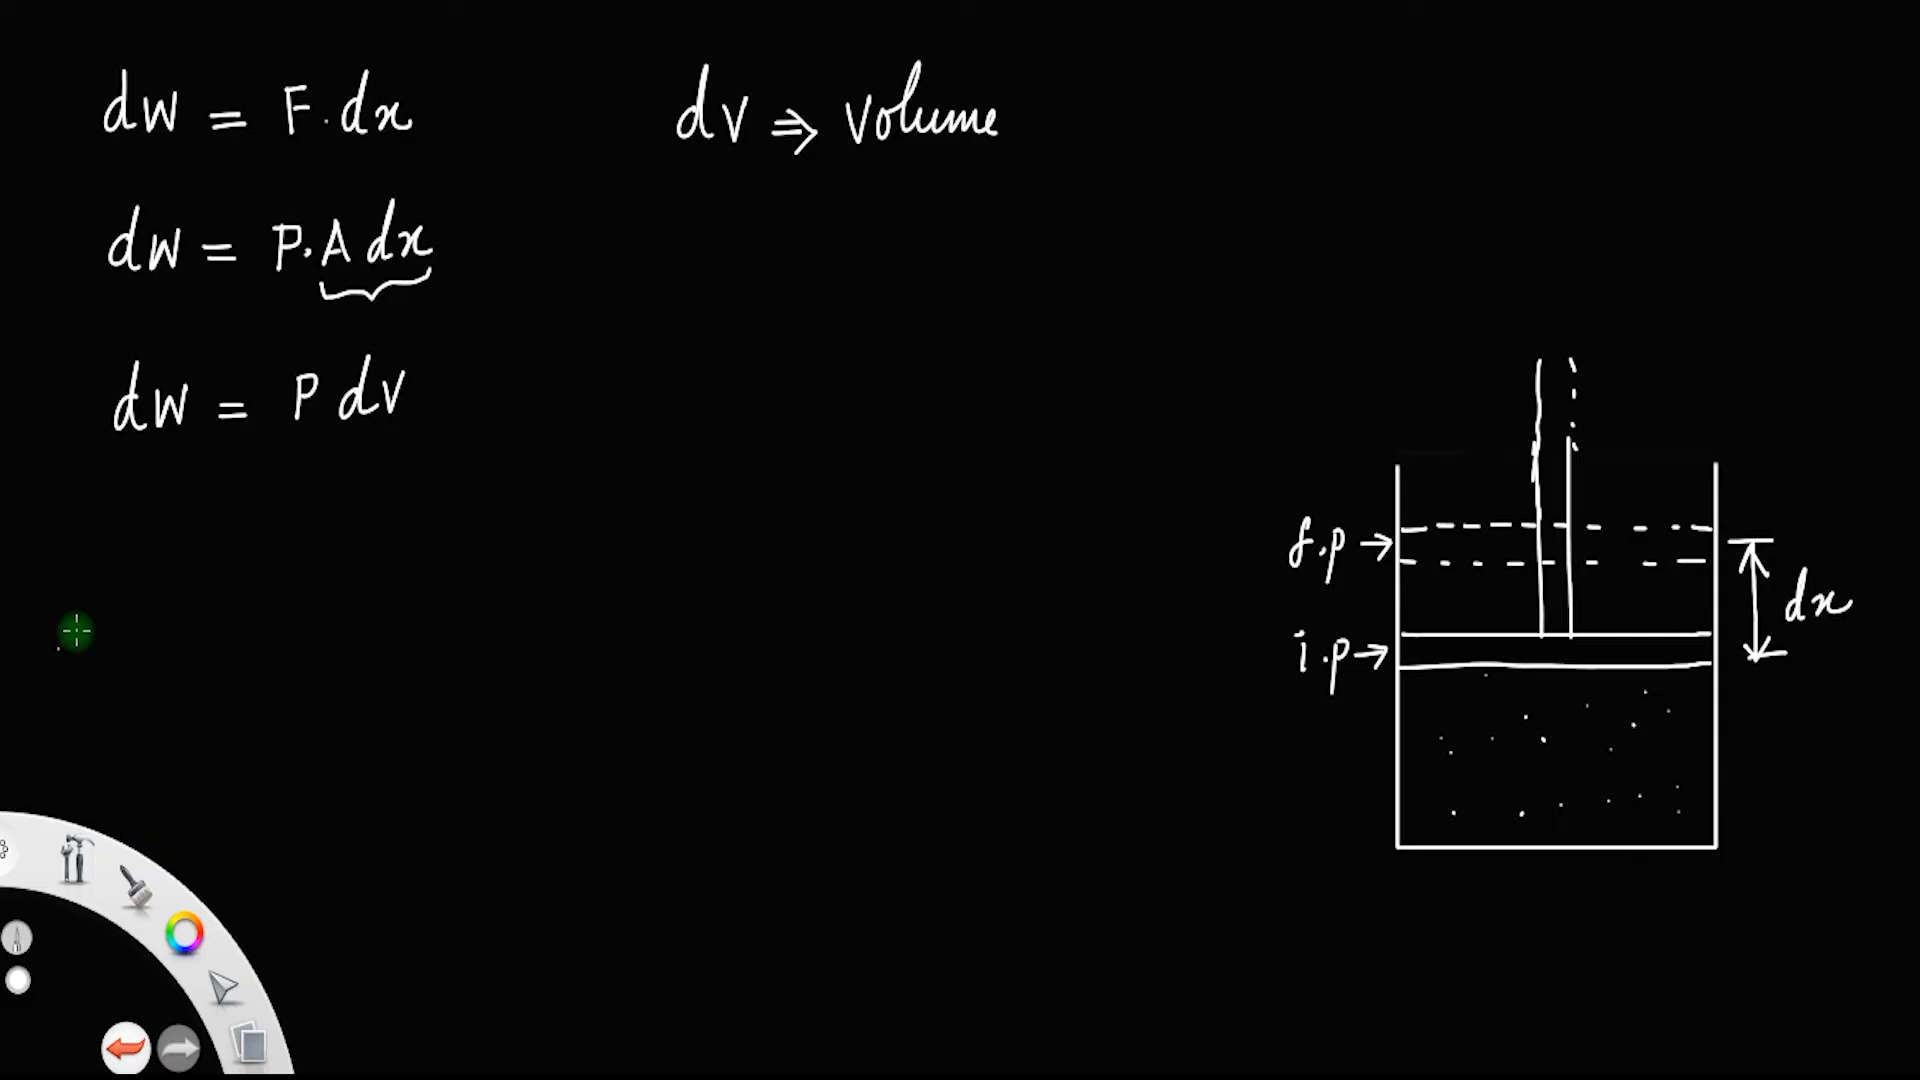 dW = F.dx
dV ⇒ Volume
dW = P.A dx
dW = P dV
f.p →
dx
i.p →